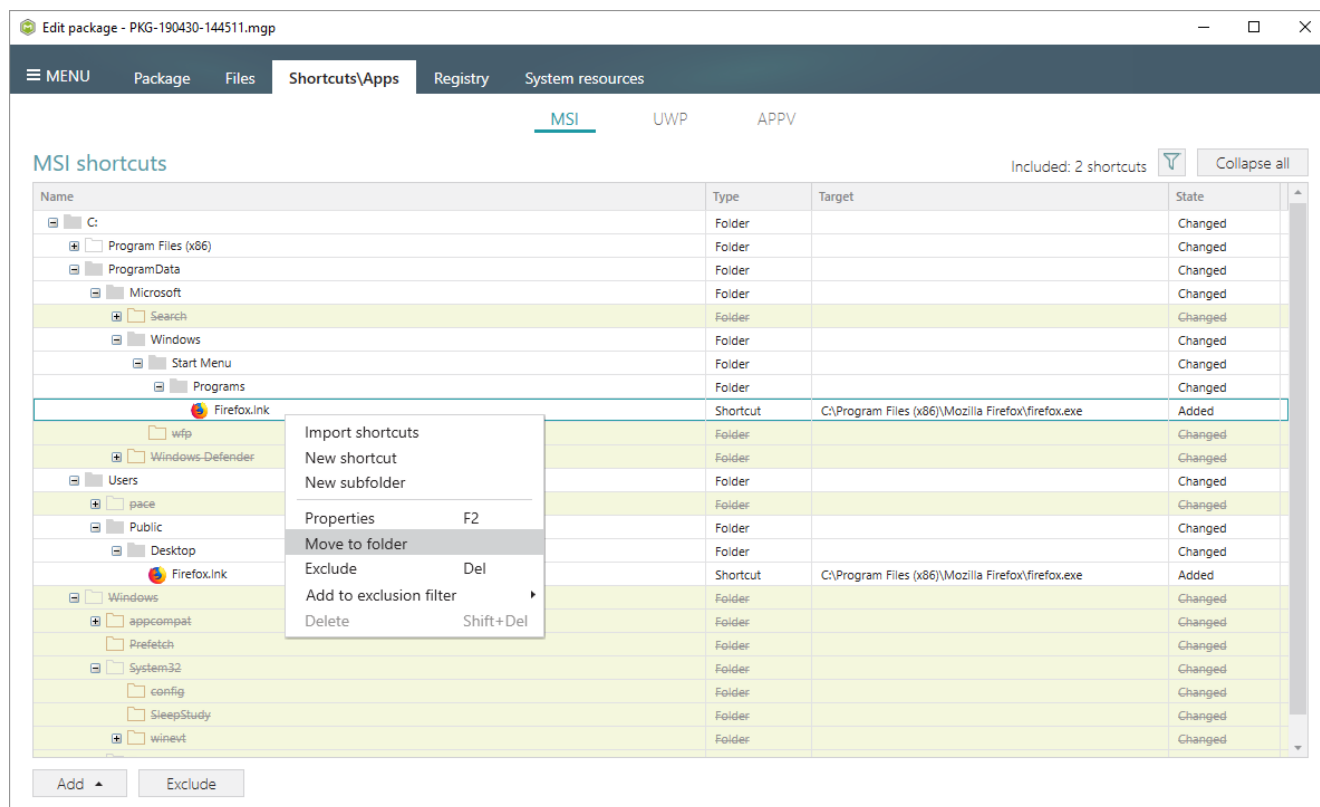 Edit package - PKG-190430-144511.mgp
MENU Package Files Shortcuts\Apps Registry System resources
MSI UWP APPV
MSI shortcuts Included: 2 shortcuts Collapse all
Name Type Target State
C: Folder Changed
Program Files (x86) Folder Changed
ProgramData Folder Changed
Microsoft Folder Changed
Search Folder Changed
Windows Folder Changed
Start Menu Folder Changed
Programs Folder Changed
Firefox.lnk Shortcut C:\Program Files (x86)\Mozilla Firefox\firefox.exe Added
wfp Folder Changed
Windows Defender Folder Changed
Users Folder Changed
pace Folder Changed
Public Folder Changed
Desktop Folder Changed
Firefox.lnk Shortcut C:\Program Files (x86)\Mozilla Firefox\firefox.exe Added
Windows Folder Changed
appcompat Folder Changed
Prefetch Folder Changed
System32 Folder Changed
config Folder Changed
SleepStudy Folder Changed
winevt Folder Changed
Import shortcuts
New shortcut
New subfolder
Properties F2
Move to folder
Exclude Del
Add to exclusion filter
Delete Shift+Del
Add Exclude